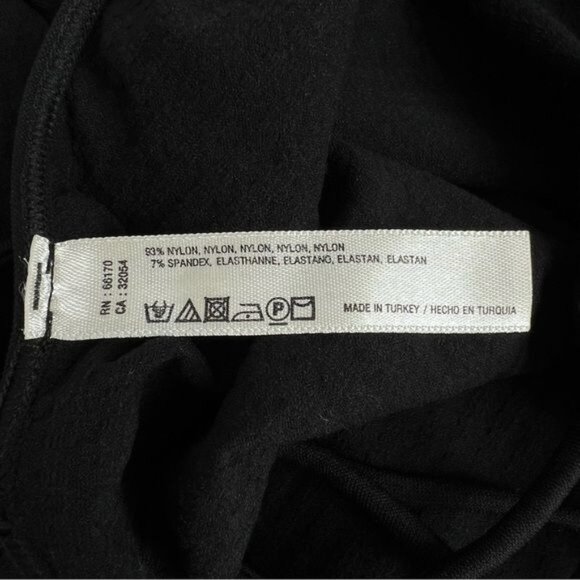 RN : 66170
CA : 32054
93% NYLON, NYLON, NYLON, NYLON, NYLON
7% SPANDEX, ELASTHANNE, ELASTANO, ELASTAN, ELASTAN
P
MADE IN TURKEY / HECHO EN TURQUIA